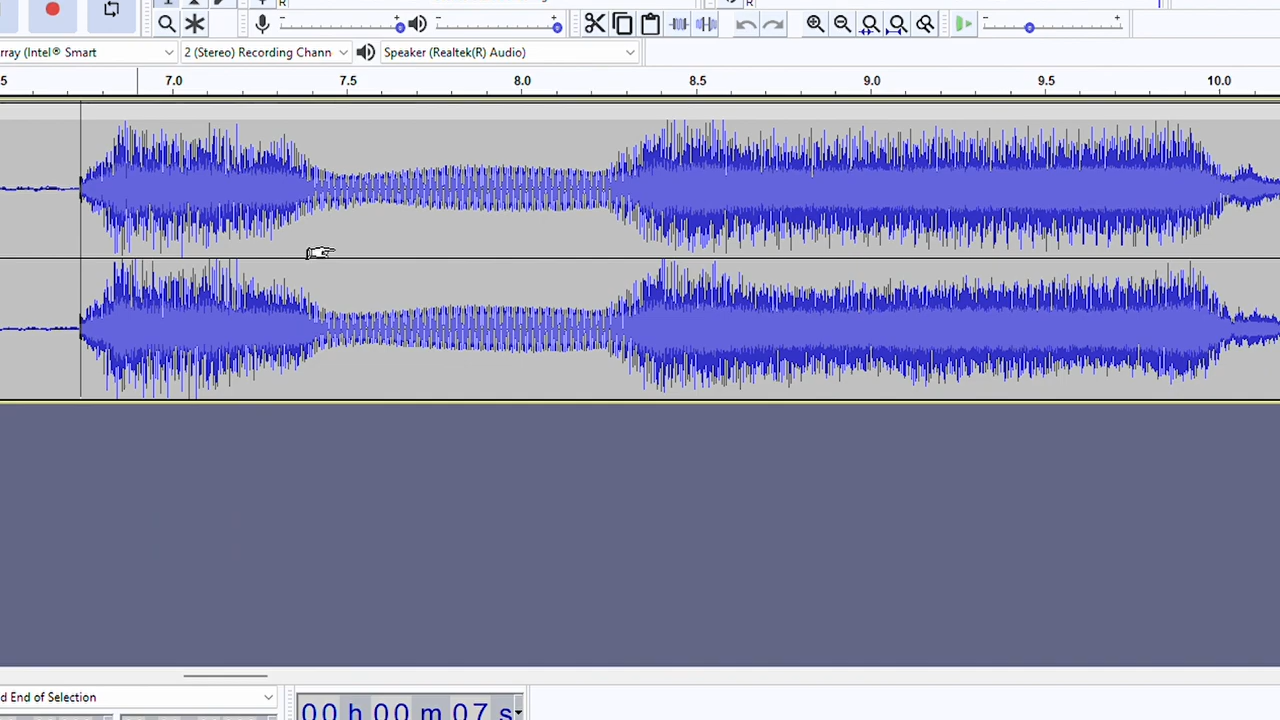 R
R
rray (Intel® Smart
2 (Stereo) Recording Chann
Speaker (Realtek(R) Audio)
5 7.0 7.5 8.0 8.5 9.0 9.5 10.0
d End of Selection
00 h 00 m 07 s